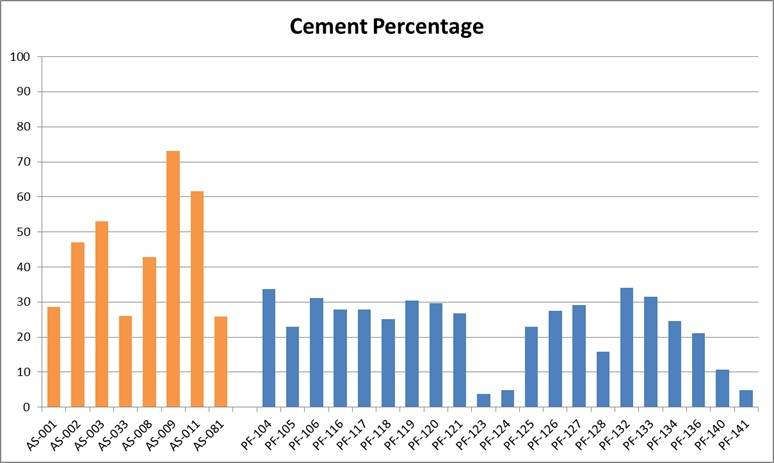 Cement Percentage
100
90
80
70
60
50
40
30
20
10
0
AS-001
AS-002
AS-003
AS-033
AS-008
AS-009
AS-011
AS-081
PF-104
PF-105
PF-106
PF-116
PF-117
PF-118
PF-119
PF-120
PF-121
PF-123
PF-124
PF-125
PF-126
PF-127
PF-128
PF-132
PF-133
PF-134
PF-136
PF-140
PF-141